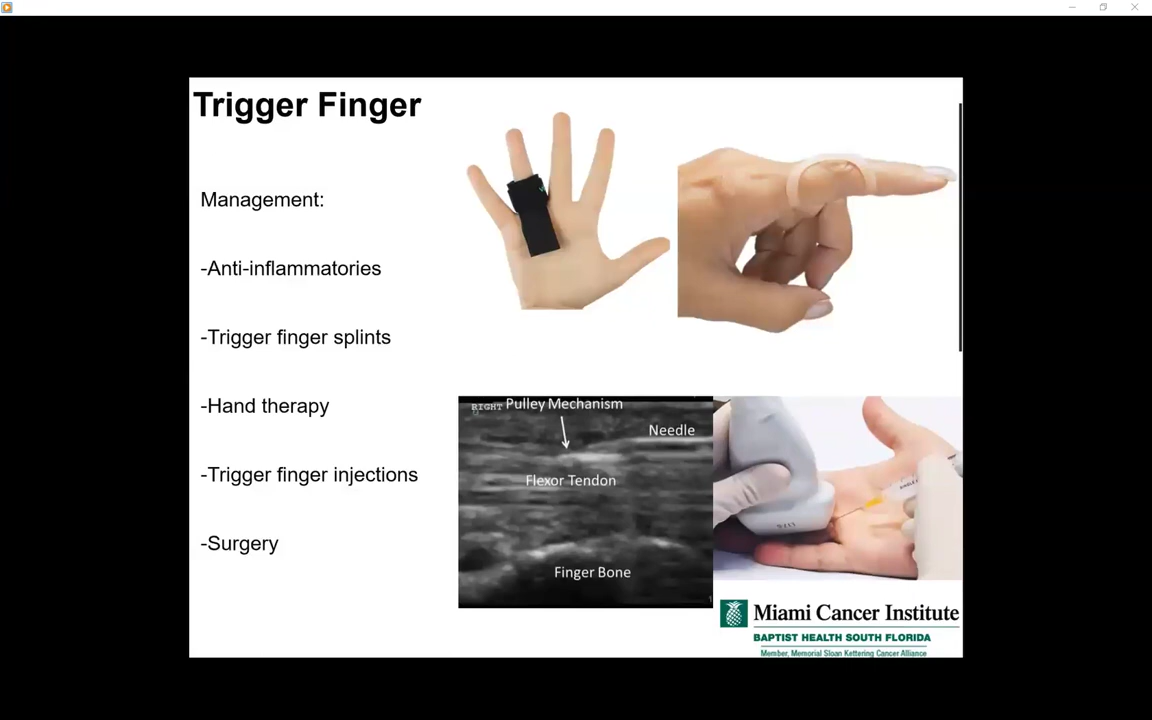 Trigger Finger
Management:
-Anti-inflammatories
-Trigger finger splints
-Hand therapy
-Trigger finger injections
-Surgery
RIGHT
Pulley Mechanism
Needle
Flexor Tendon
Finger Bone
Miami Cancer Institute
BAPTIST HEALTH SOUTH FLORIDA
Member, Memorial Sloan Kettering Cancer Alliance